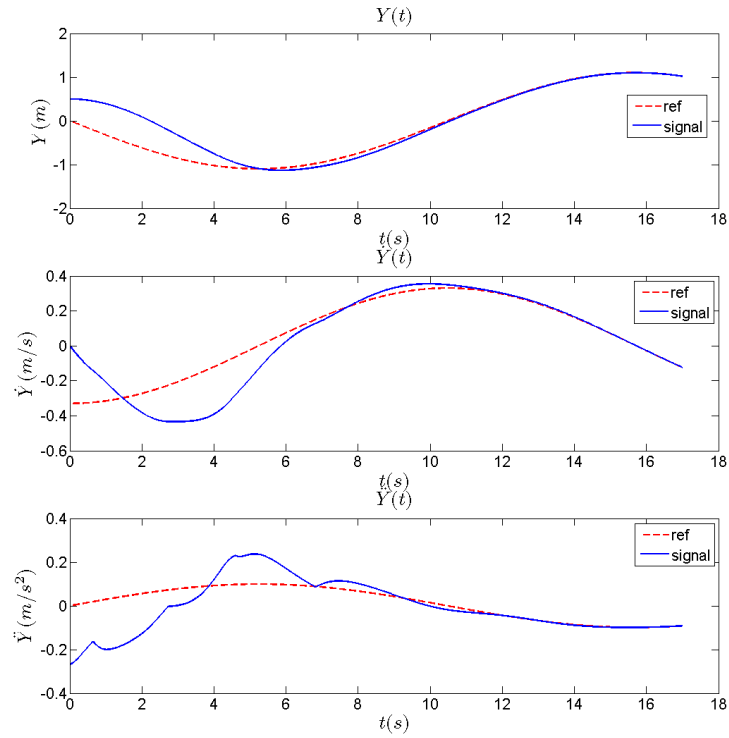 Y(t)
2
1
0
-1
-2
Y(m)
ref
signal
0 2 4 6 8 10 12 14 16 18
t(s)
Ẏ(t)
0.4
0.2
0
-0.2
-0.4
-0.6
Ẏ(m/s)
ref
signal
0 2 4 6 8 10 12 14 16 18
t(s)
Ÿ(t)
0.4
0.2
0
-0.2
-0.4
Ÿ(m/s²)
ref
signal
0 2 4 6 8 10 12 14 16 18
t(s)